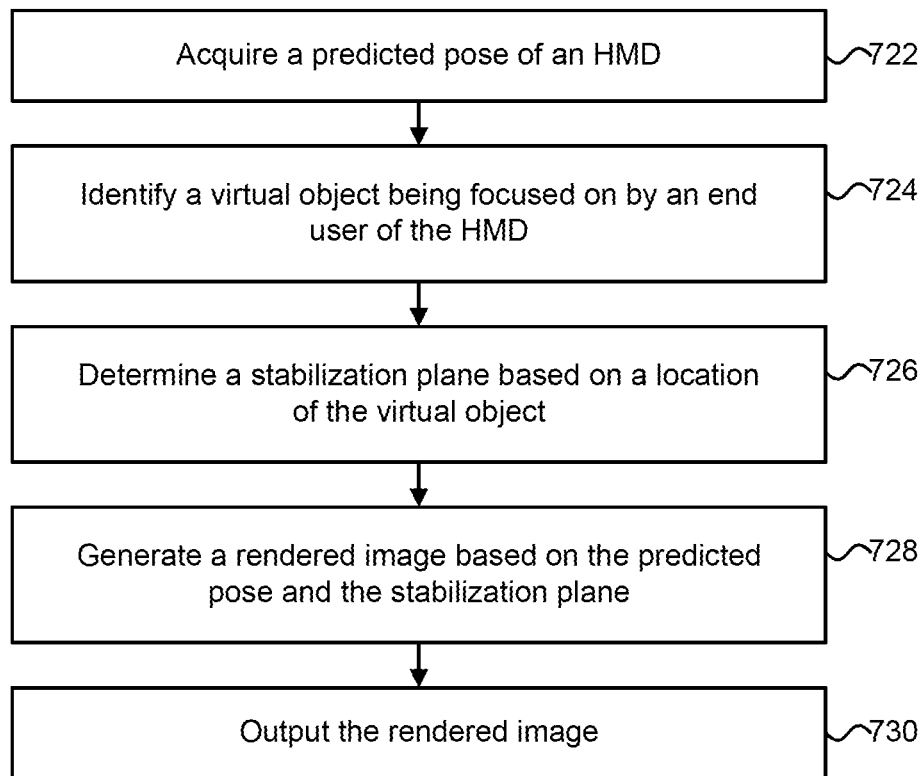 Acquire a predicted pose of an HMD
722
Identify a virtual object being focused on by an end
user of the HMD
724
Determine a stabilization plane based on a location
of the virtual object
726
Generate a rendered image based on the predicted
pose and the stabilization plane
728
Output the rendered image
730